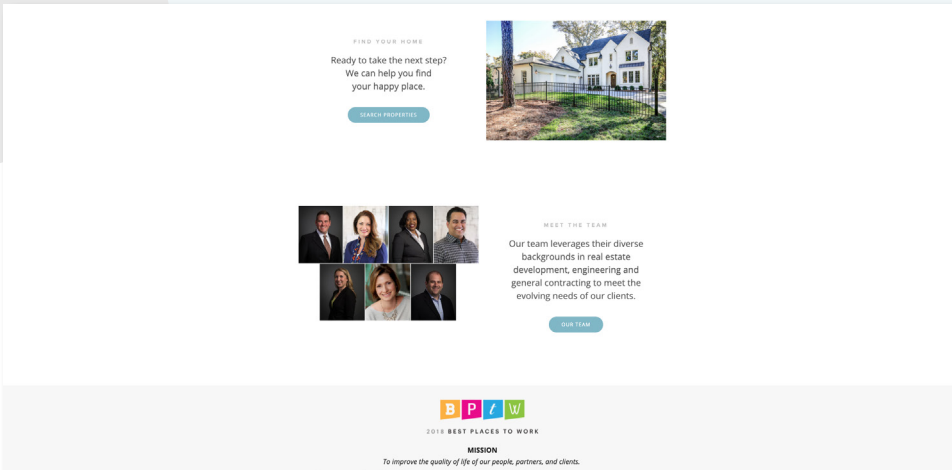 FIND YOUR HOME
Ready to take the next step?
We can help you find
your happy place.
SEARCH PROPERTIES
MEET THE TEAM
Our team leverages their diverse
backgrounds in real estate
development, engineering and
general contracting to meet the
evolving needs of our clients.
OUR TEAM
B P t W
2018 BEST PLACES TO WORK
MISSION
To improve the quality of life of our people, partners, and clients.